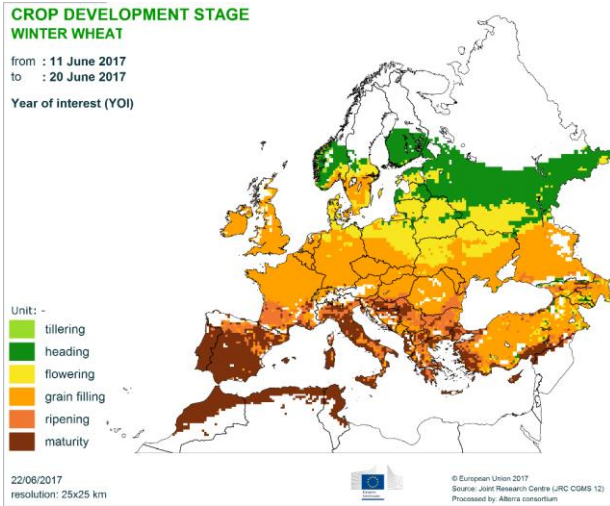 CROP DEVELOPMENT STAGE
WINTER WHEAT
from : 11 June 2017
to : 20 June 2017
Year of interest (YOI)
Unit: -
tillering
heading
flowering
grain filling
ripening
maturity
22/06/2017
resolution: 25x25 km
© European Union 2017
Source: Joint Research Centre (JRC CGMS 12)
Processed by: Alterra consortium